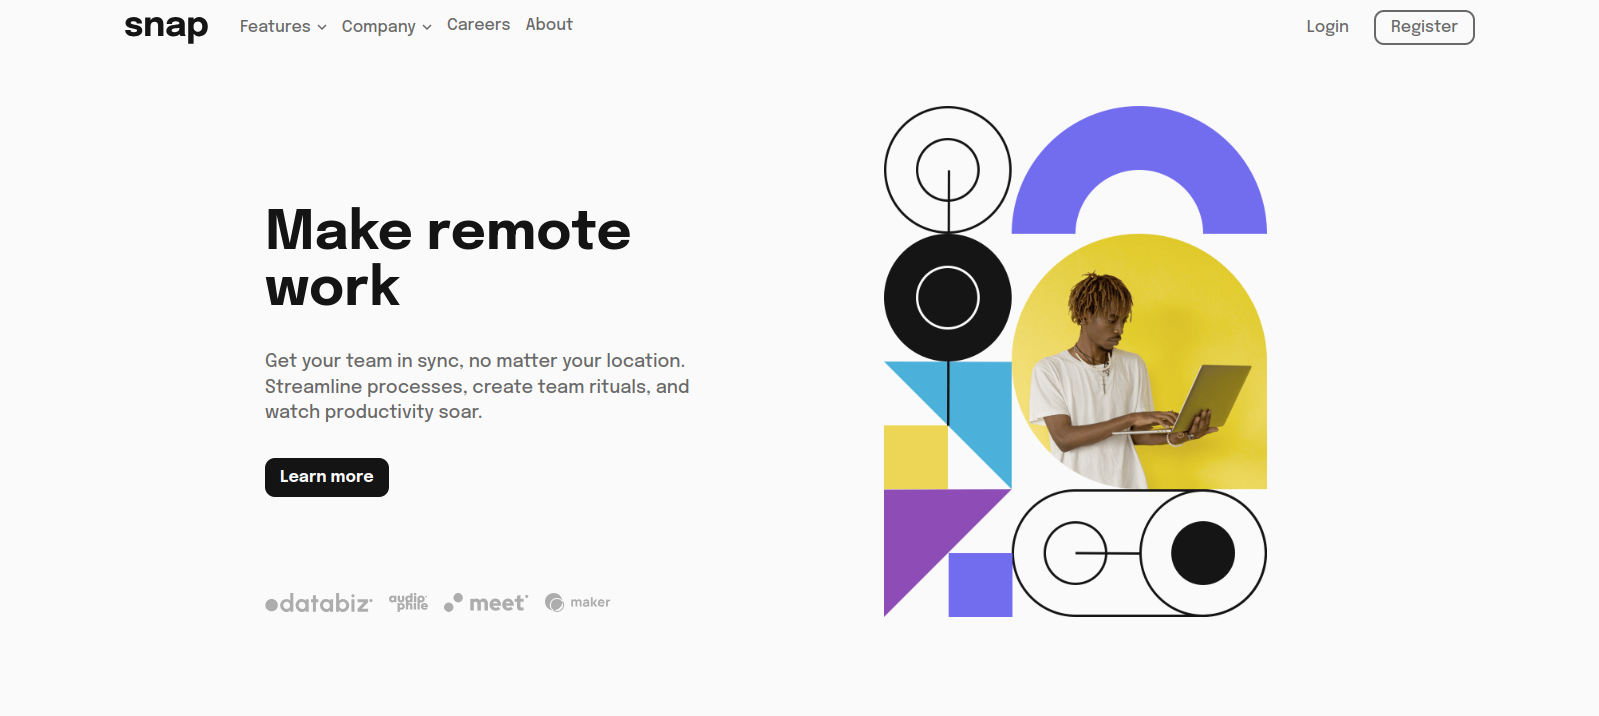 snap Features Company Careers About Login Register
Make remote
work
Get your team in sync, no matter your location.
Streamline processes, create team rituals, and
watch productivity soar.
Learn more
databiz audiophile meet maker